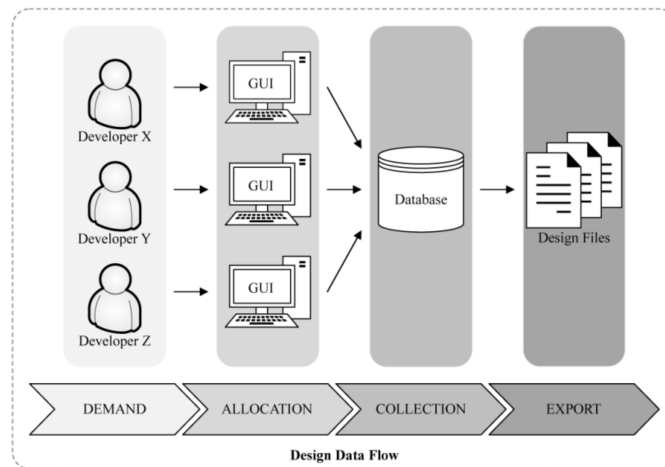 GUI
Developer X
GUI
Database
Developer Y
Design Files
GUI
Developer Z
DEMAND
ALLOCATION
COLLECTION
EXPORT
Design Data Flow